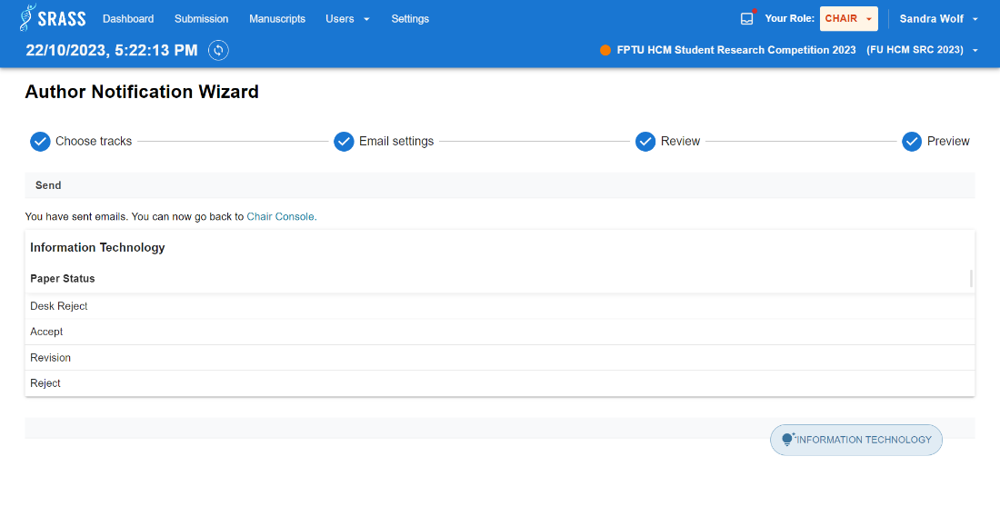 SRASS Dashboard Submission Manuscripts Users Settings Your Role: CHAIR Sandra Wolf
22/10/2023, 5:22:13 PM FPTU HCM Student Research Competition 2023 (FU HCM SRC 2023)
Author Notification Wizard
Choose tracks Email settings Review Preview
Send
You have sent emails. You can now go back to Chair Console.
Information Technology
Paper Status
Desk Reject
Accept
Revision
Reject
INFORMATION TECHNOLOGY